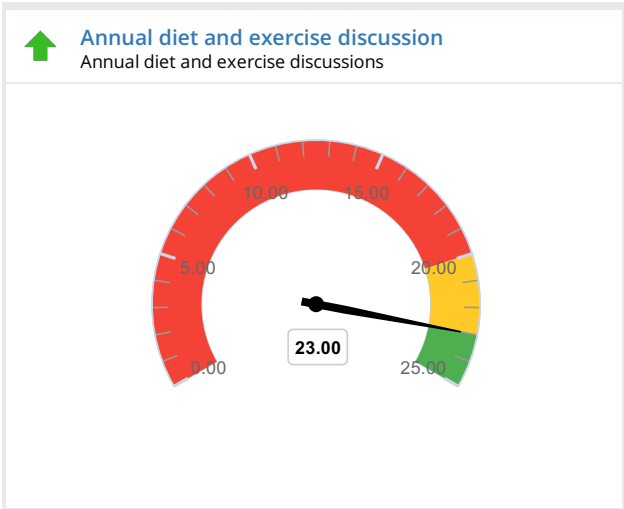 Annual diet and exercise discussion
Annual diet and exercise discussions
10.00 15.00
5.00 20.00
23.00
0.00 25.00